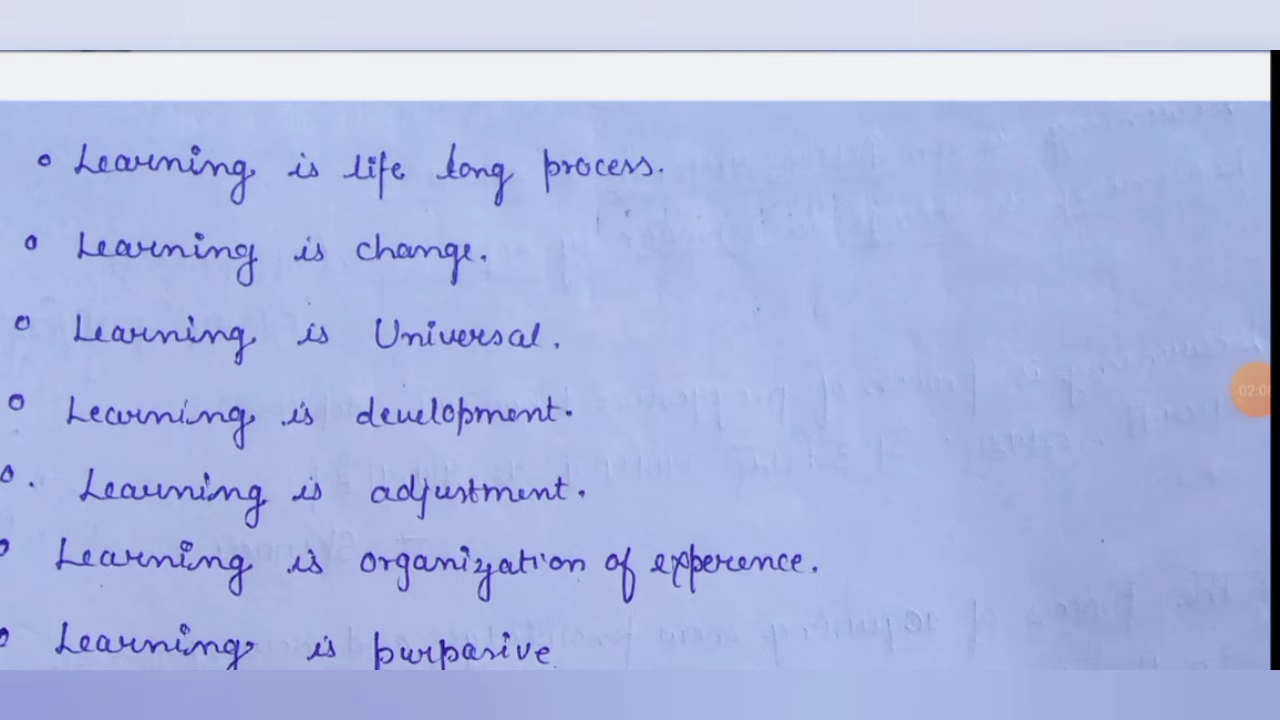 Learning is life long process.
Learning is change.
Learning is Universal.
Learning is development.
Learning is adjustment.
Learning is organization of experence.
Learning is purpasive